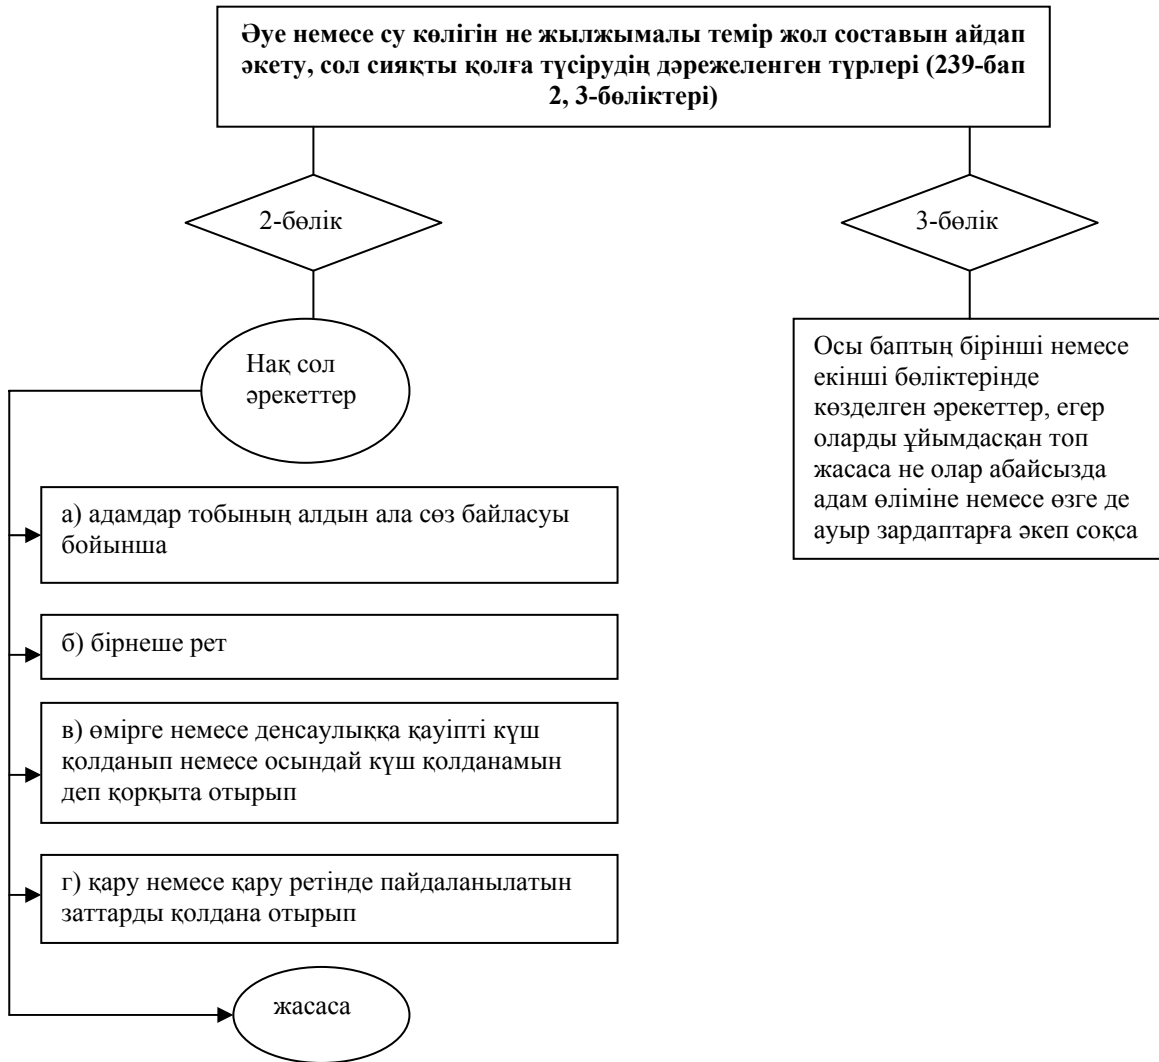 Әуе немесе су көлігін не жылжымалы темір жол составын айдап
әкету, сол сияқты қолға түсірудің дәрежеленген түрлері (239-бап
2, 3-бөліктері)
2-бөлік
3-бөлік
Нақ сол
әрекеттер
Осы баптың бірінші немесе
екінші бөліктерінде
көзделген әрекеттер, егер
оларды ұйымдасқан топ
жасаса не олар абайсызда
адам өліміне немесе өзге де
ауыр зардаптарға әкеп соқса
а) адамдар тобының алдын ала сөз байласуы
бойынша
б) бірнеше рет
в) өмірге немесе денсаулыққа қауіпті күш
қолданып немесе осындай күш қолданамын
деп қорқыта отырып
г) қару немесе қару ретінде пайдаланылатын
заттарды қолдана отырып
жасаса